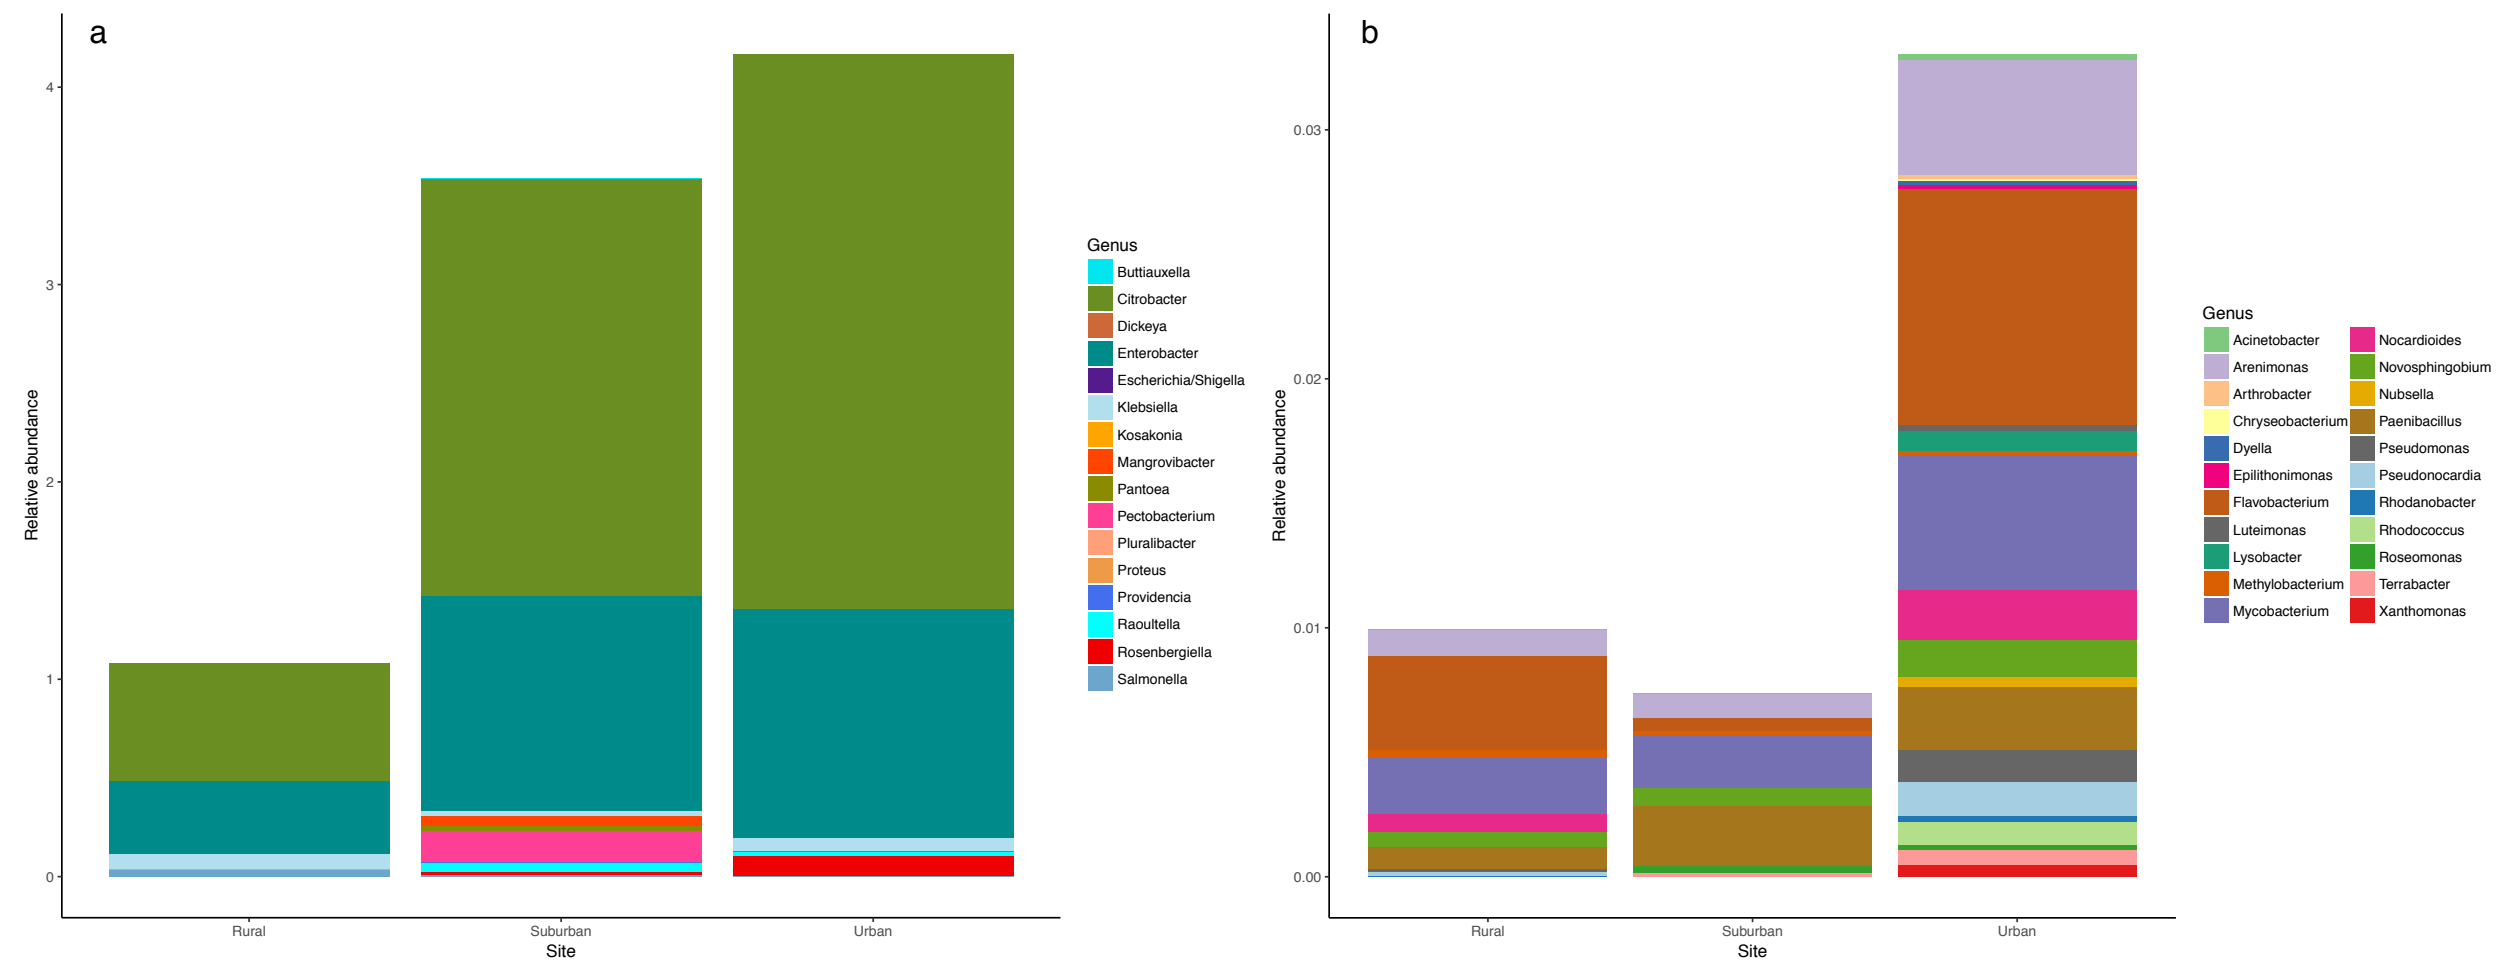 a
Relative abundance
4
3
2
1
0
Rural
Suburban
Urban
Site
Genus
Buttiauxella
Citrobacter
Dickeya
Enterobacter
Escherichia/Shigella
Klebsiella
Kosakonia
Mangrovibacter
Pantoea
Pectobacterium
Pluralibacter
Proteus
Providencia
Raoultella
Rosenbergiella
Salmonella
b
Relative abundance
0.03
0.02
0.01
0.00
Rural
Suburban
Urban
Site
Genus
Acinetobacter
Arenimonas
Arthrobacter
Chryseobacterium
Dyella
Epilithonimonas
Flavobacterium
Luteimonas
Lysobacter
Methylobacterium
Mycobacterium
Nocardioides
Novosphingobium
Nubsella
Paenibacillus
Pseudomonas
Pseudonocardia
Rhodanobacter
Rhodococcus
Roseomonas
Terrabacter
Xanthomonas